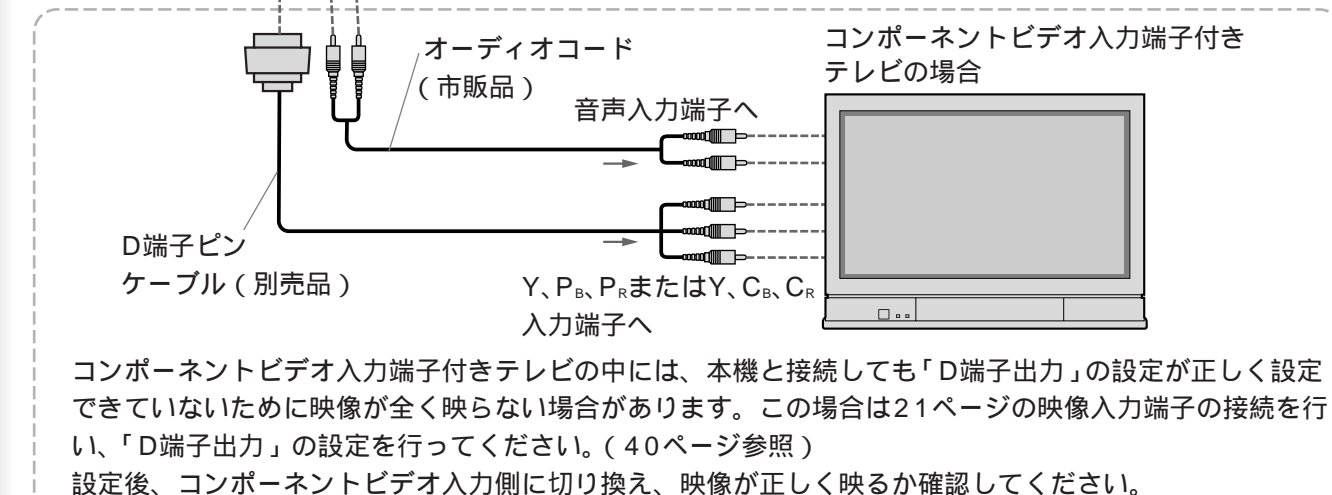 オーディオコード
(市販品)
コンポーネントビデオ入力端子付き
テレビの場合
音声入力端子へ
D端子ピン
ケーブル(別売品)
Y、PB、PRまたはY、CB、CR
入力端子へ
コンポーネントビデオ入力端子付きテレビの中には、本機と接続しても「D端子出力」の設定が正しく設定
できていないために映像が全く映らない場合があります。この場合は21ページの映像入力端子の接続を行
い、「D端子出力」の設定を行ってください。(40ページ参照)
設定後、コンポーネントビデオ入力側に切り換え、映像が正しく映るか確認してください。